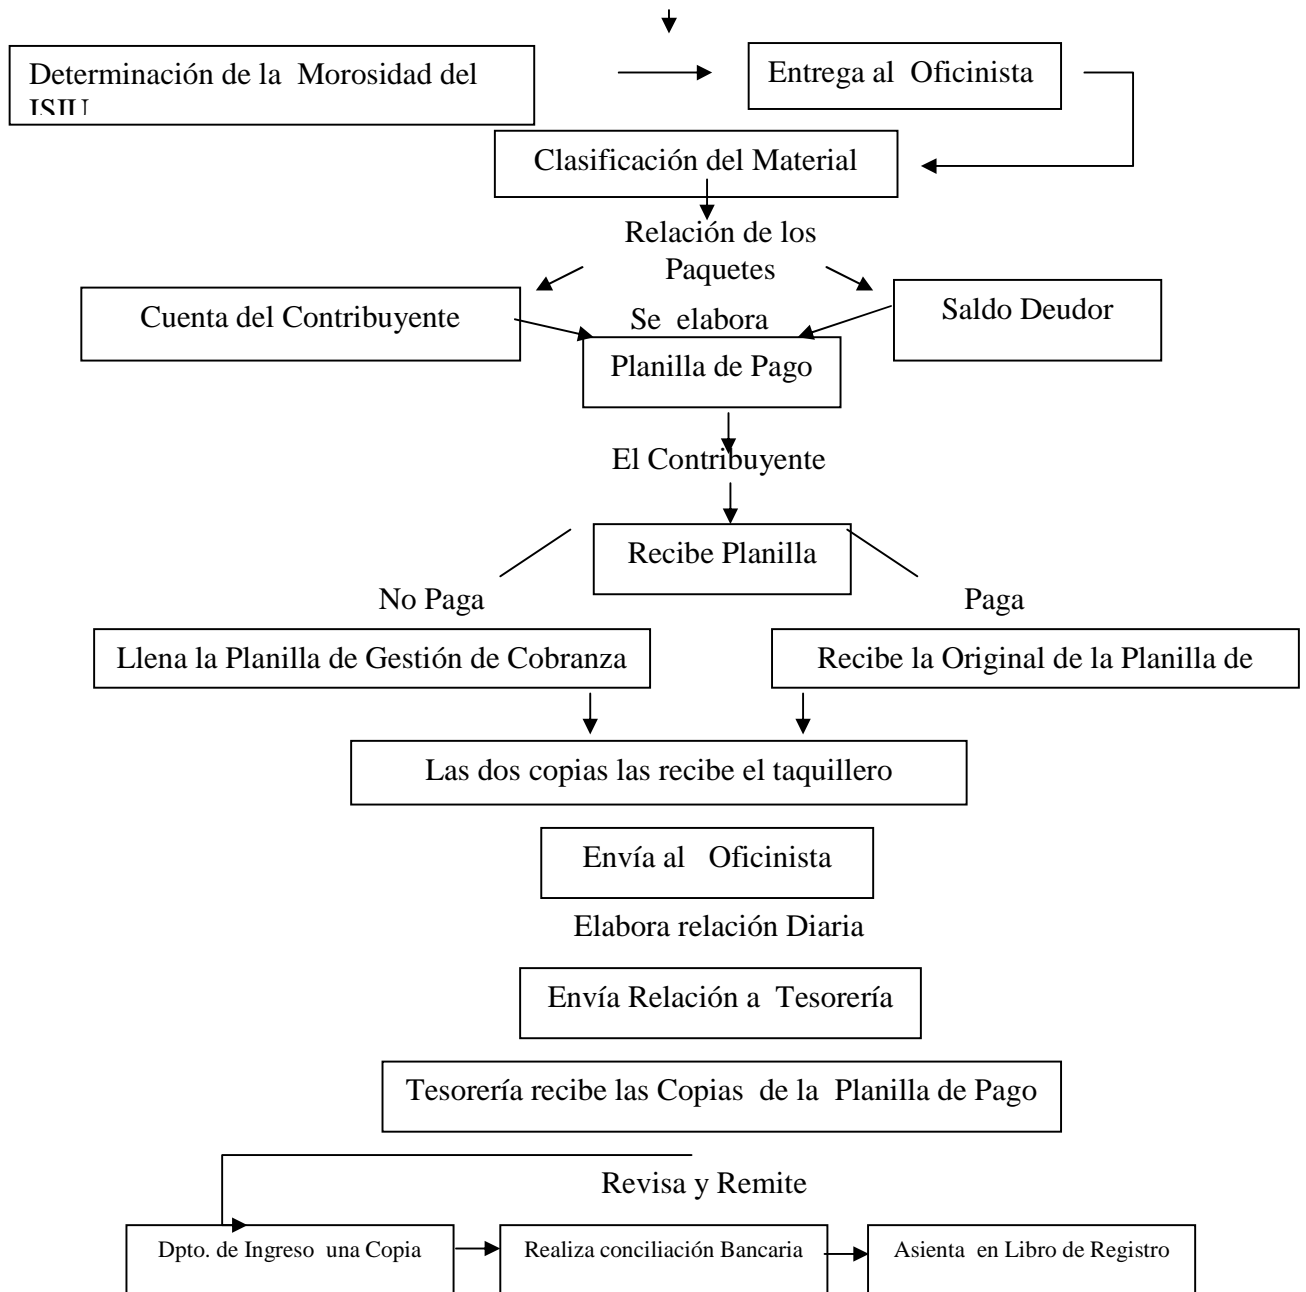 Determinación de la Morosidad del
ISIU
Entrega al Oficinista
Clasificación del Material
Relación de los
Paquetes
Cuenta del Contribuyente
Se elabora
Saldo Deudor
Planilla de Pago
El Contribuyente
Recibe Planilla
No Paga
Paga
Llena la Planilla de Gestión de Cobranza
Recibe la Original de la Planilla de
Las dos copias las recibe el taquillero
Envía al Oficinista
Elabora relación Diaria
Envía Relación a Tesorería
Tesorería recibe las Copias de la Planilla de Pago
Revisa y Remite
Dpto. de Ingreso una Copia
Realiza conciliación Bancaria
Asienta en Libro de Registro